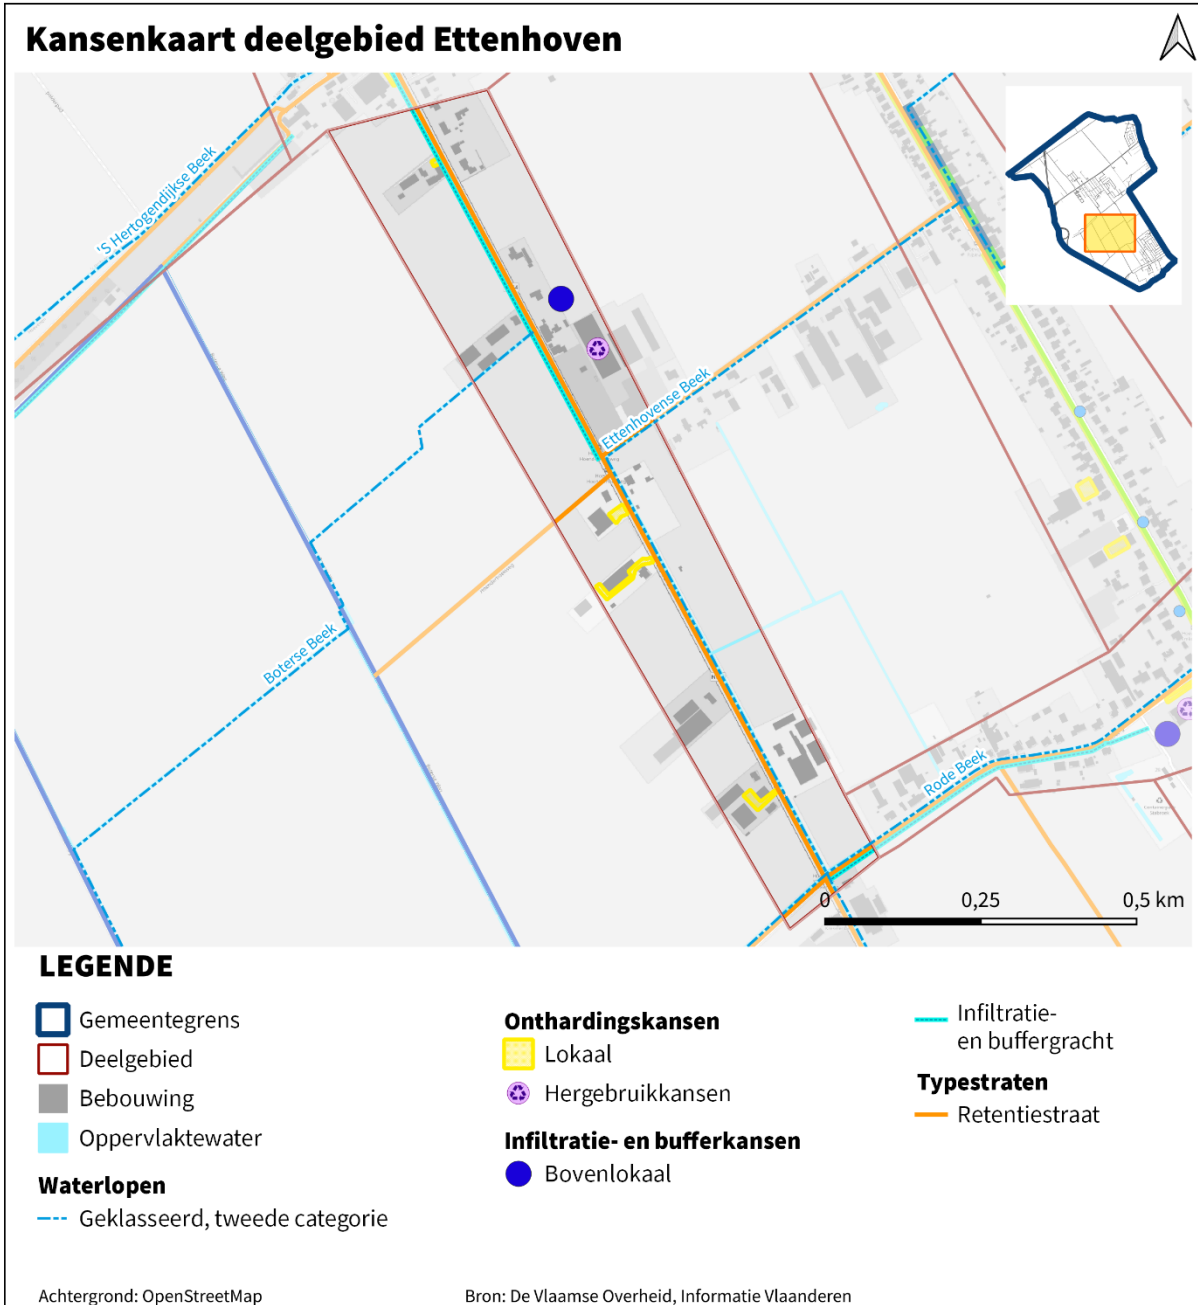 Kansenkaart deelgebied Ettenhoven
'S Hertogendijkse Beek
Ettenhovense Beek
Boterse Beek
Rode Beek
0 0,25 0,5 km
LEGENDE
Gemeentegrens
Deelgebied
Bebouwing
Oppervlaktewater
Waterlopen
Geklasseerd, tweede categorie
Onthardingskansen
Lokaal
Hergebruikkansen
Infiltratie- en bufferkansen
Bovenlokaal
Infiltratie-
en buffergracht
Typestraten
Retentiestraat
Achtergrond: OpenStreetMap
Bron: De Vlaamse Overheid, Informatie Vlaanderen